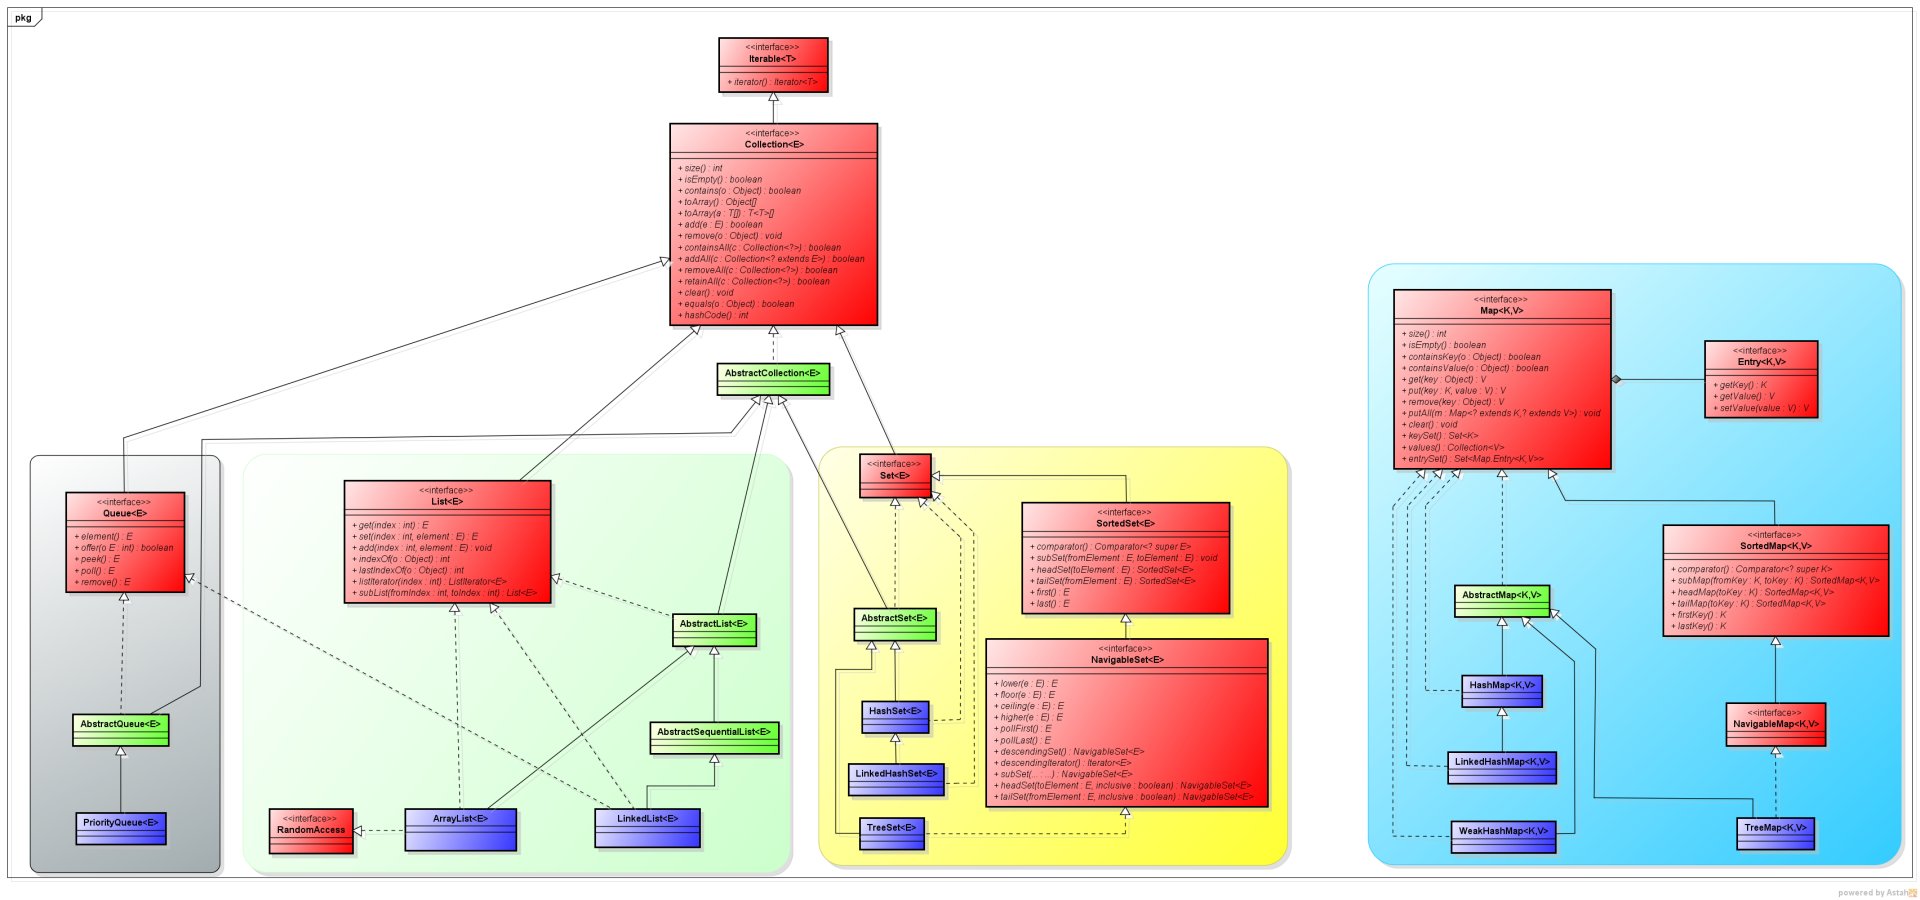 pkg
<<interface>>
Iterable<T>
+ iterator() : Iterator<T>
<<interface>>
Collection<E>
+ size() : int
+ isEmpty() : boolean
+ contains(o : Object) : boolean
+ toArray() : Object[]
+ toArray(a : T[]) : T<T>[]
+ add(e : E) : boolean
+ remove(o : Object) : void
+ containsAll(c : Collection<?>) : boolean
+ addAll(c : Collection<? extends E>) : boolean
+ removeAll(c : Collection<?>) : boolean
+ retainAll(c : Collection<?>) : boolean
+ clear() : void
+ equals(o : Object) : boolean
+ hashCode() : int
AbstractCollection<E>
<<interface>>
Queue<E>
+ element() : E
+ offer(o E : int) : boolean
+ peek() : E
+ poll() : E
+ remove() : E
AbstractQueue<E>
PriorityQueue<E>
<<interface>>
List<E>
+ get(index : int) : E
+ set(index : int, element : E) : E
+ add(index : int, element : E) : void
+ indexOf(o : Object) : int
+ lastIndexOf(o : Object) : int
+ listIterator(index : int) : ListIterator<E>
+ subList(fromIndex : int, toIndex : int) : List<E>
AbstractList<E>
AbstractSequentialList<E>
<<interface>>
RandomAccess
ArrayList<E>
LinkedList<E>
<<interface>>
Set<E>
<<interface>>
SortedSet<E>
+ comparator() : Comparator<? super E>
+ subSet(fromElement : E, toElement : E) : void
+ headSet(toElement : E) : SortedSet<E>
+ tailSet(fromElement : E) : SortedSet<E>
+ first() : E
+ last() : E
AbstractSet<E>
<<interface>>
NavigableSet<E>
+ lower(e : E) : E
+ floor(e : E) : E
+ ceiling(e : E) : E
+ higher(e : E) : E
+ pollFirst() : E
+ pollLast() : E
+ descendingSet() : NavigableSet<E>
+ descendingIterator() : Iterator<E>
+ subSet(... : ...) : NavigableSet<E>
+ headSet(toElement : E, inclusive : boolean) : NavigableSet<E>
+ tailSet(fromElement : E, inclusive : boolean) : NavigableSet<E>
HashSet<E>
LinkedHashSet<E>
TreeSet<E>
<<interface>>
Map<K,V>
+ size() : int
+ isEmpty() : boolean
+ containsKey(o : Object) : boolean
+ containsValue(o : Object) : boolean
+ get(key : Object) : V
+ put(key : K, value : V) : V
+ remove(key : Object) : V
+ putAll(m : Map<? extends K,? extends V>) : void
+ clear() : void
+ keySet() : Set<K>
+ values() : Collection<V>
+ entrySet() : Set<Map.Entry<K,V>>
<<interface>>
Entry<K,V>
+ getKey() : K
+ getValue() : V
+ setValue(value : V) : V
<<interface>>
SortedMap<K,V>
+ comparator() : Comparator<? super K>
+ subMap(fromKey : K, toKey : K) : SortedMap<K,V>
+ headMap(toKey : K) : SortedMap<K,V>
+ tailMap(toKey : K) : SortedMap<K,V>
+ firstKey() : K
+ lastKey() : K
AbstractMap<K,V>
HashMap<K,V>
<<interface>>
NavigableMap<K,V>
LinkedHashMap<K,V>
WeakHashMap<K,V>
TreeMap<K,V>
powered by Astah